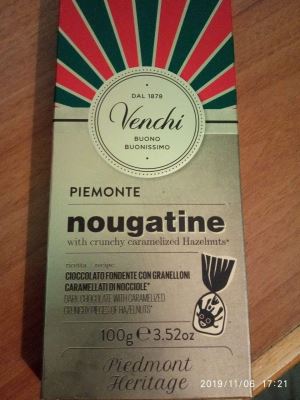 DAL 1878
Venchi
BUONO
BUONISSIMO
PIEMONTE
nougatine
with crunchy caramelized Hazelnuts*
ricetta recipe:
CIOCCOLATO FONDENTE CON GRANELLONI
CARAMELLATI DI NOCCIOLE*
DARK CHOCOLATE WITH CARAMELIZED
CRUNCHY PIECES OF HAZELNUTS*
100g e 3.52oz
Piedmont
Heritage
2019/11/06 17:21